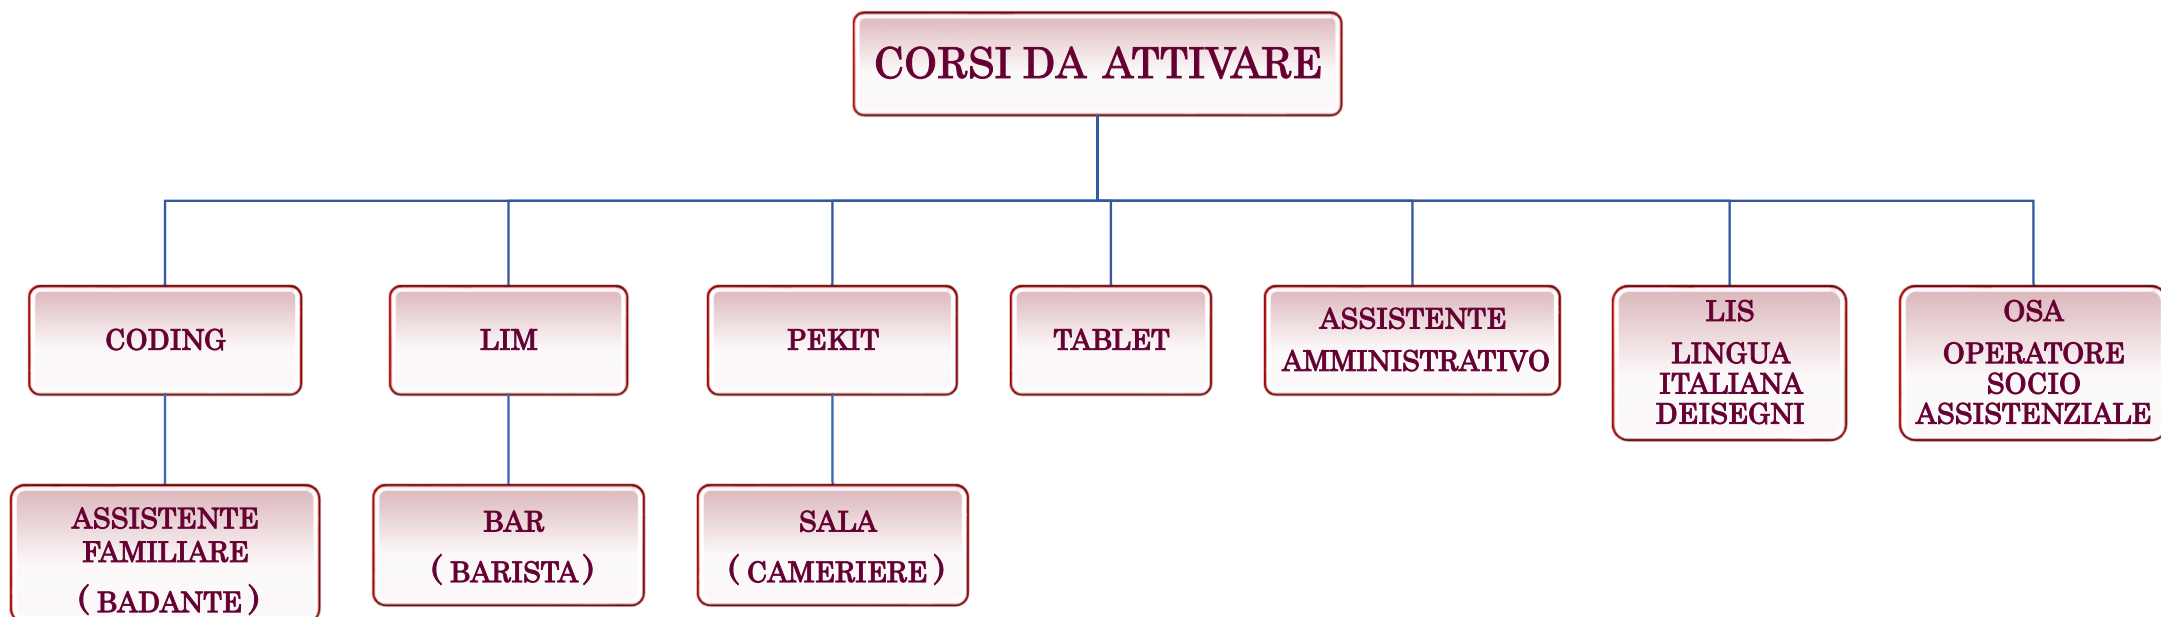 CORSI DA ATTIVARE
CODING
LIM
PEKIT
TABLET
ASSISTENTE
AMMINISTRATIVO
LIS
LINGUA
ITALIANA
DEISEGNI
OSA
OPERATORE
SOCIO
ASSISTENZIALE
ASSISTENTE
FAMILIARE
( BADANTE )
BAR
( BARISTA )
SALA
( CAMERIERE )